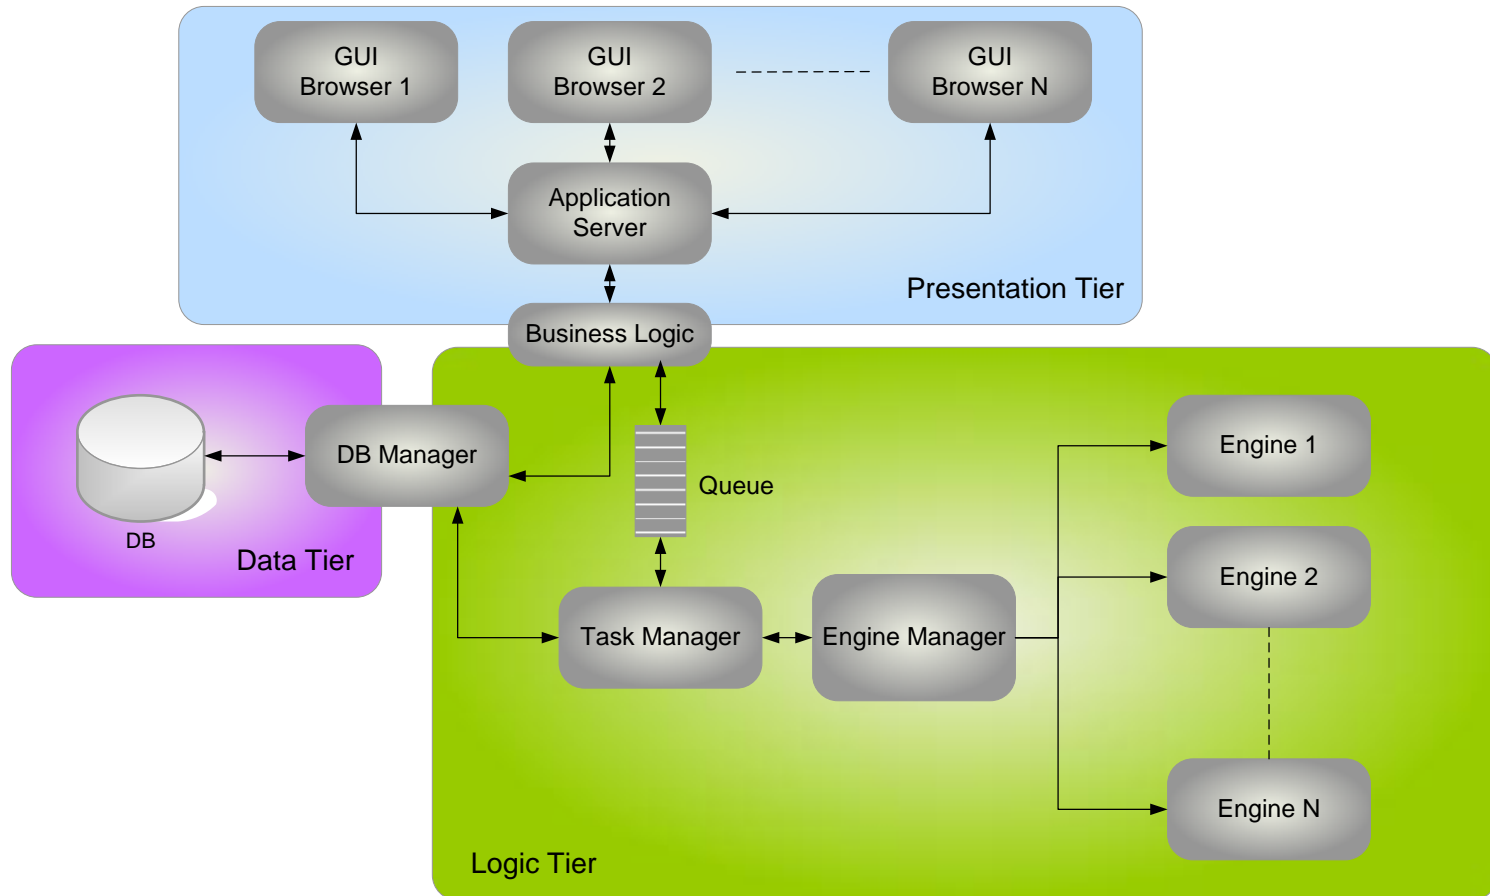 GUI
Browser 1
GUI
Browser 2
GUI
Browser N
Application
Server
Presentation Tier
Business Logic
DB Manager
DB
Data Tier
Queue
Engine 1
Engine 2
Task Manager
Engine Manager
Engine N
Logic Tier